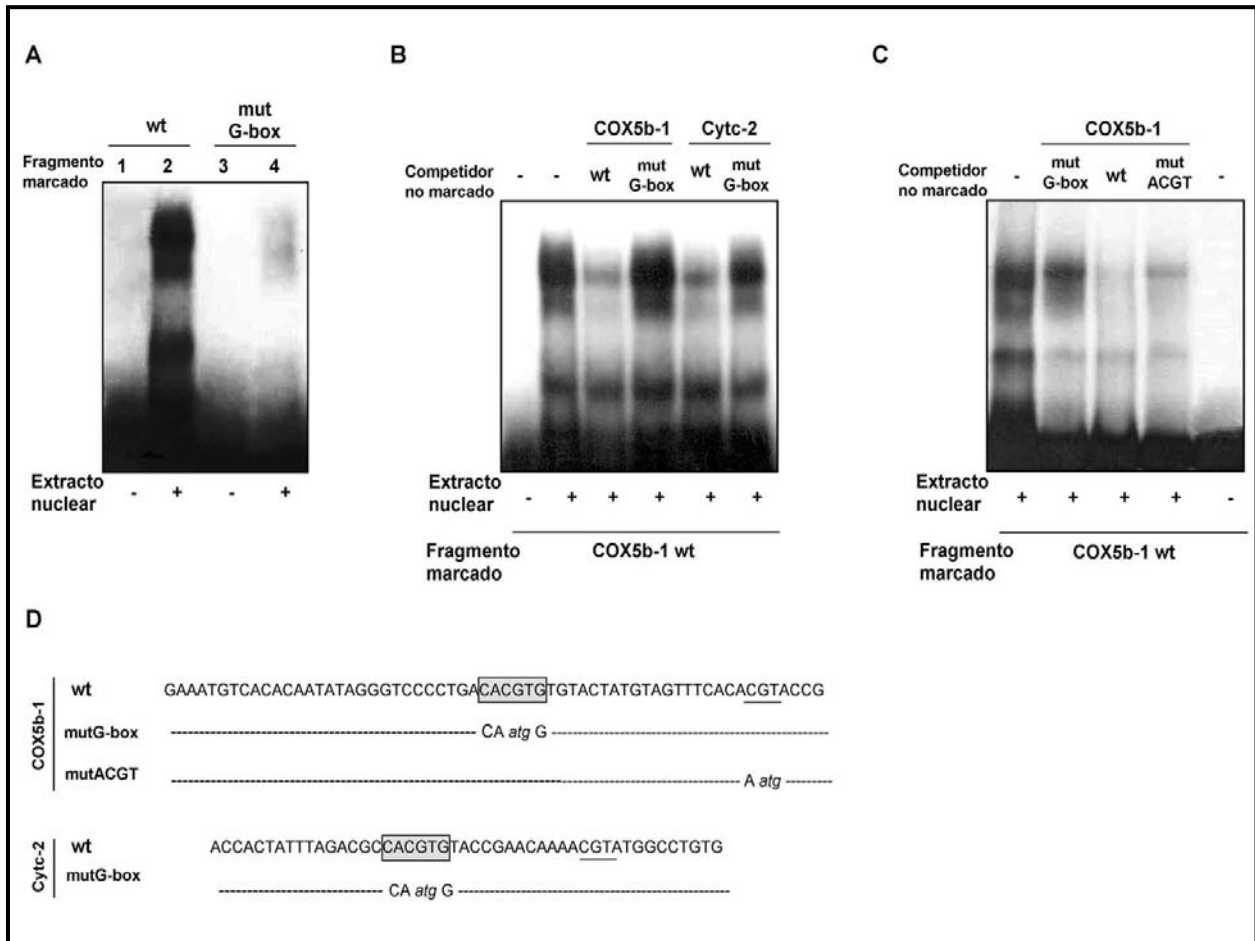 A
wt
mut
G-box
Fragmento
marcado
1 2 3 4
Extracto
nuclear
- + - +
B
COX5b-1 Cytc-2
Competidor
no marcado
- - wt mut
G-box wt mut
G-box
Extracto
nuclear
- + + + + +
Fragmento
marcado
COX5b-1 wt
C
COX5b-1
Competidor
no marcado
- mut
G-box wt mut
ACGT -
Extracto
nuclear
+ + + + -
Fragmento
marcado
COX5b-1 wt
D
COX5b-1
wt GAAATGTCACACAATATAGGGTCCCCTGACACGTGTGTACTATGTAGTTTCACACGTACCG
mutG-box CA atg G
mutACGT A atg
Cytc-2
wt ACCACTATTTAGACGCCACGTGTACCGAACAAAACGTATGGCCTGTG
mutG-box CA atg G